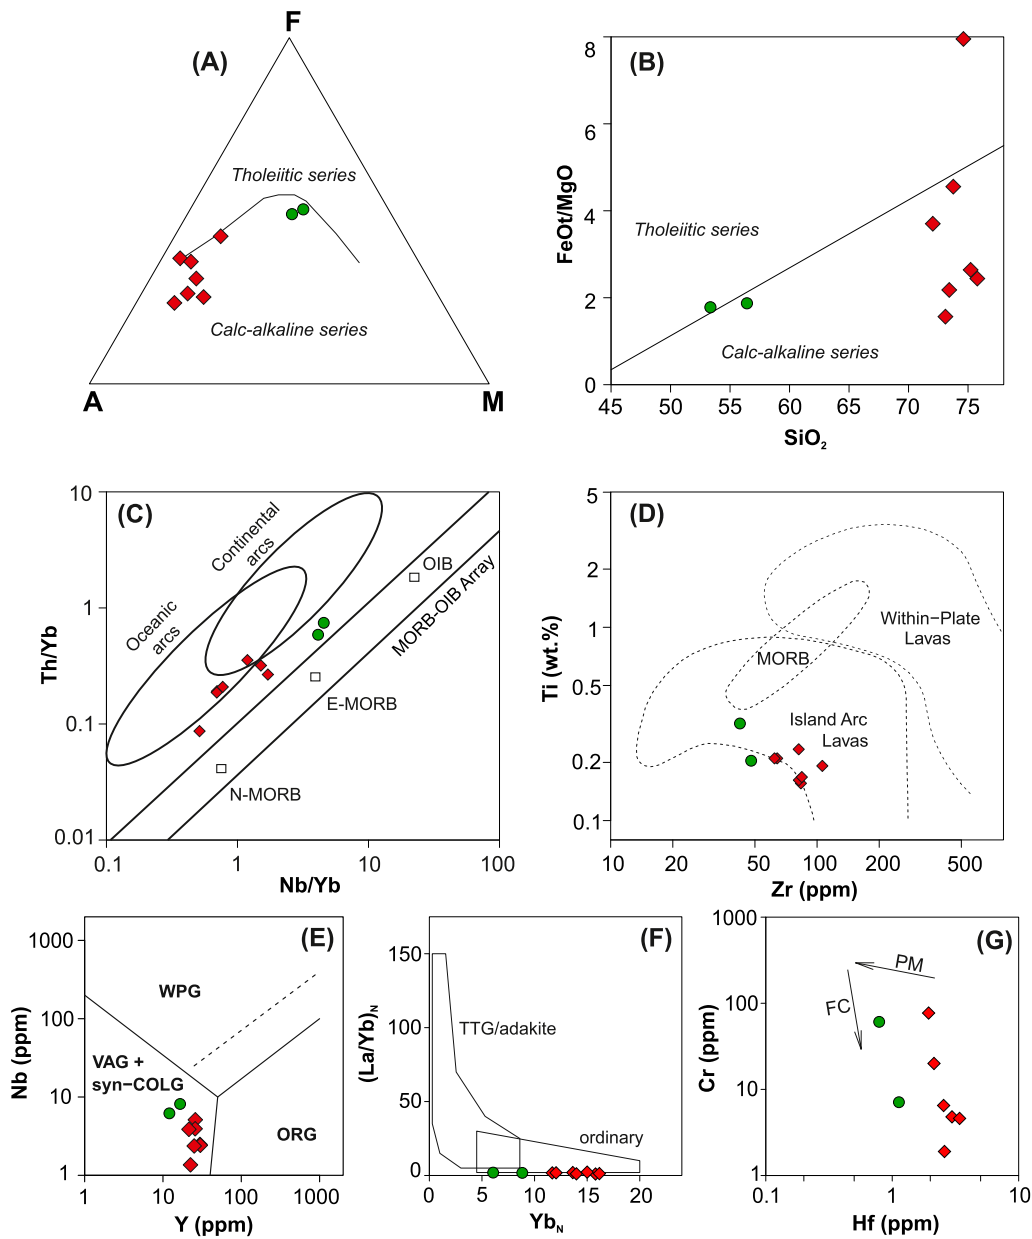 F
(A)
Tholeiitic series
Calc-alkaline series
A
M
(B)
8
6
4
2
0
FeOt/MgO
Tholeiitic series
Calc-alkaline series
45 50 55 60 65 70 75
SiO2
(C)
10
1
0.1
0.01
Th/Yb
Continental
arcs
Oceanic
arcs
OIB
MORB-OIB Array
E-MORB
N-MORB
0.1 1 10 100
Nb/Yb
(D)
5
2
1
0.5
0.2
0.1
Ti (wt.%)
Within−Plate
Lavas
MORB
Island Arc
Lavas
10 20 50 100 200 500
Zr (ppm)
(E)
1000
100
10
1
Nb (ppm)
WPG
VAG +
syn−COLG
ORG
1 10 100 1000
Y (ppm)
(F)
150
100
50
0
(La/Yb)N
TTG/adakite
ordinary
0 5 10 15 20
YbN
(G)
1000
100
10
1
Cr (ppm)
PM
FC
0.1 1 10
Hf (ppm)